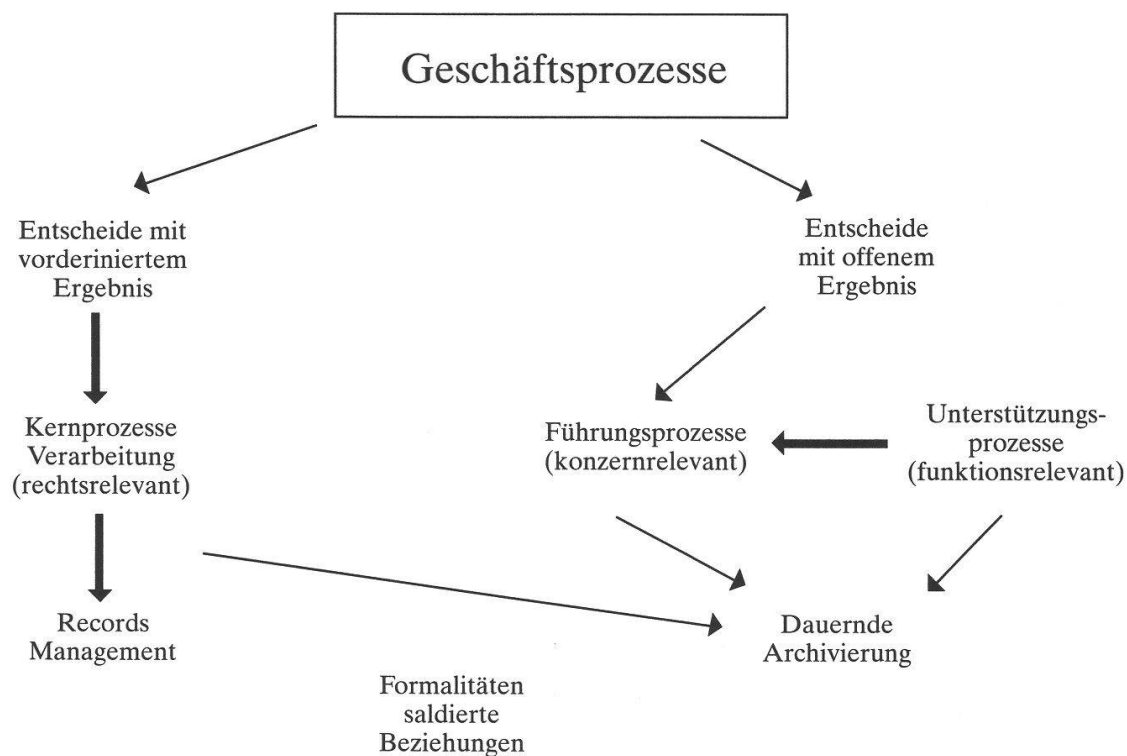 Geschäftsprozesse
Entscheide mit
vorderiniertem
Ergebnis
Entscheide
mit offenem
Ergebnis
Kernprozesse
Verarbeitung
(rechtsrelevant)
Führungsprozesse
(konzernrelevant)
Unterstützungs-
prozesse
(funktionsrelevant)
Records
Management
Dauernde
Archivierung
Formalitäten
saldierte
Beziehungen